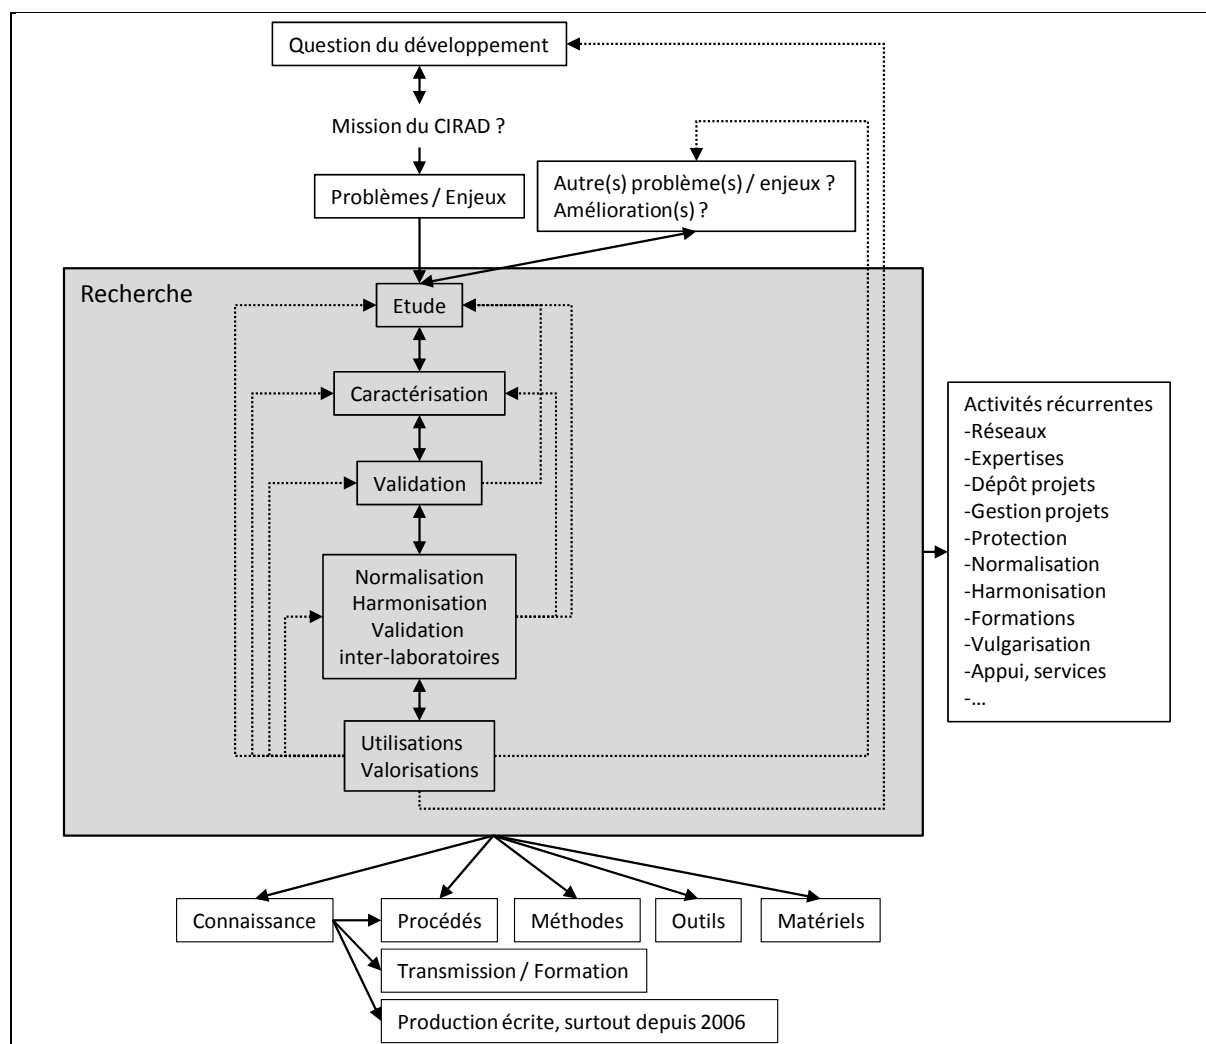 Question du développement
Mission du CIRAD ?
Problèmes / Enjeux
Autre(s) problème(s) / enjeux ?
Amélioration(s) ?
Recherche
Etude
Caractérisation
Validation
Normalisation
Harmonisation
Validation
inter-laboratoires
Utilisations
Valorisations
Activités récurrentes
-Réseaux
-Expertises
-Dépôt projets
-Gestion projets
-Protection
-Normalisation
-Harmonisation
-Formations
-Vulgarisation
-Appui, services
-...
Connaissance
Procédés
Méthodes
Outils
Matériels
Transmission / Formation
Production écrite, surtout depuis 2006